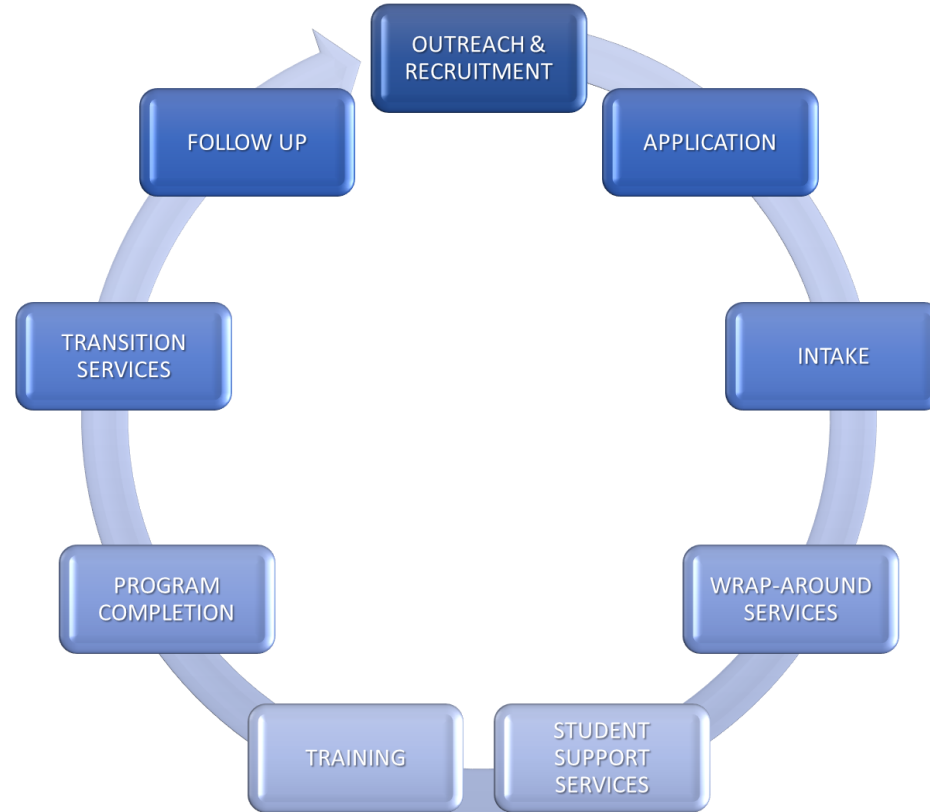 OUTREACH &
RECRUITMENT
APPLICATION
INTAKE
WRAP-AROUND
SERVICES
STUDENT
SUPPORT
SERVICES
TRAINING
PROGRAM
COMPLETION
TRANSITION
SERVICES
FOLLOW UP